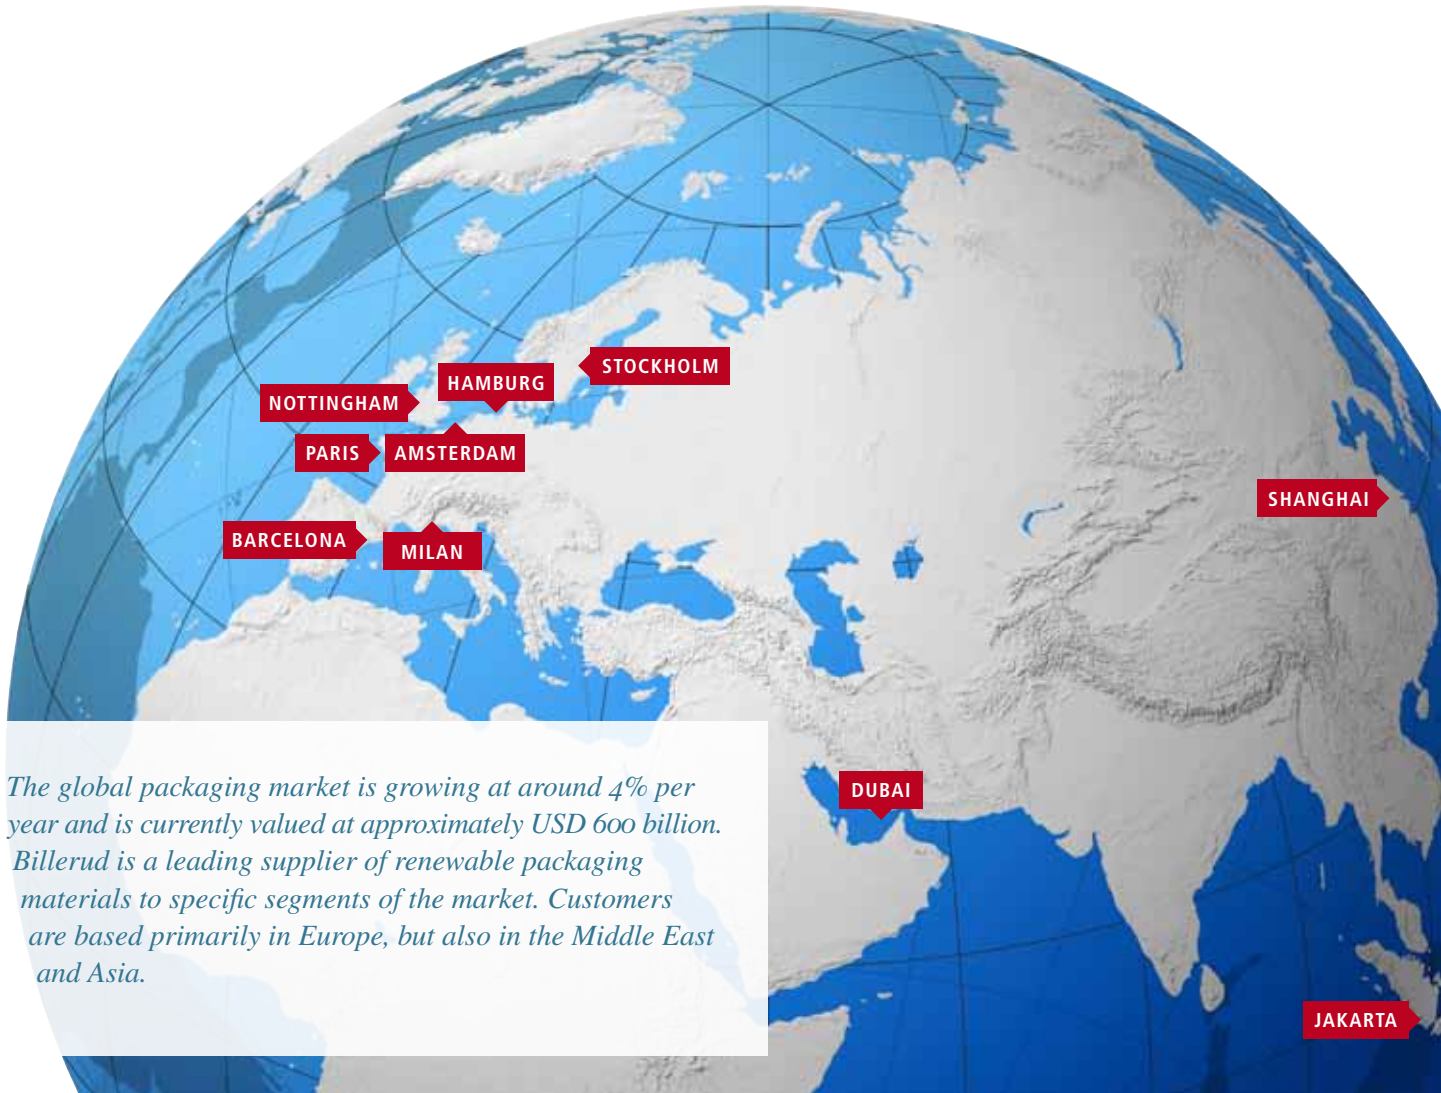 STOCKHOLM
HAMBURG
NOTTINGHAM
PARIS
AMSTERDAM
SHANGHAI
BARCELONA
MILAN
DUBAI
The global packaging market is growing at around 4% per
year and is currently valued at approximately USD 600 billion.
Billerud is a leading supplier of renewable packaging
materials to specific segments of the market. Customers
are based primarily in Europe, but also in the Middle East
and Asia.
JAKARTA